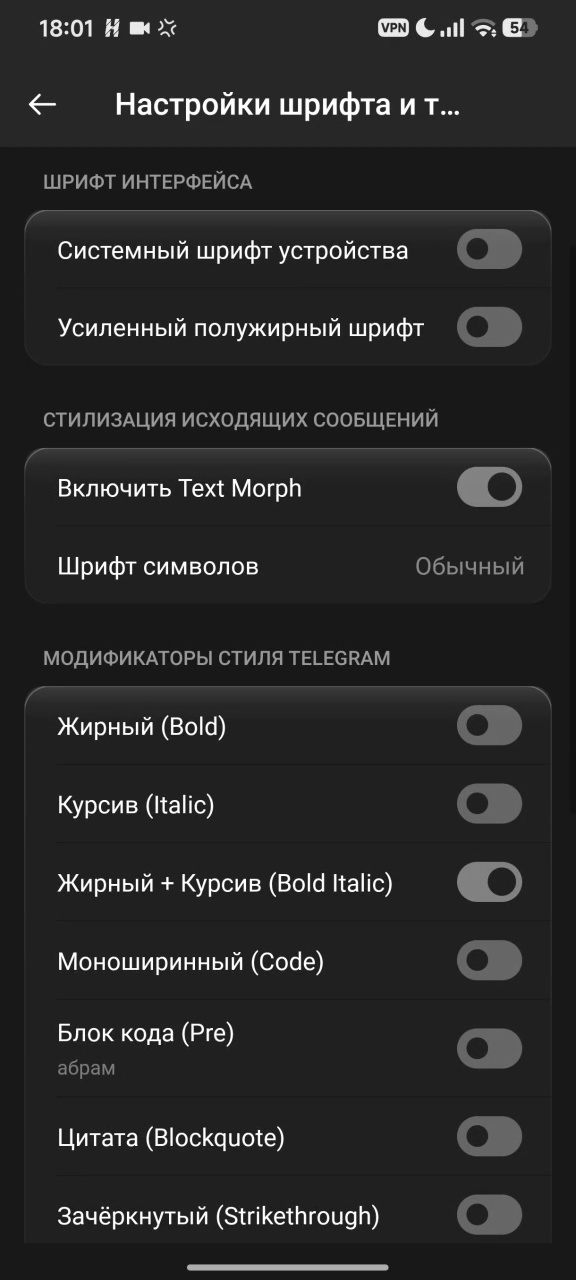 18:01
VPN
54
Настройки шрифта и т...
ШРИФТ ИНТЕРФЕЙСА
Системный шрифт устройства
Усиленный полужирный шрифт
СТИЛИЗАЦИЯ ИСХОДЯЩИХ СООБЩЕНИЙ
Включить Text Morph
Шрифт символов Обычный
МОДИФИКАТОРЫ СТИЛЯ TELEGRAM
Жирный (Bold)
Курсив (Italic)
Жирный + Курсив (Bold Italic)
Моноширинный (Code)
Блок кода (Pre)
абрам
Цитата (Blockquote)
Зачёркнутый (Strikethrough)